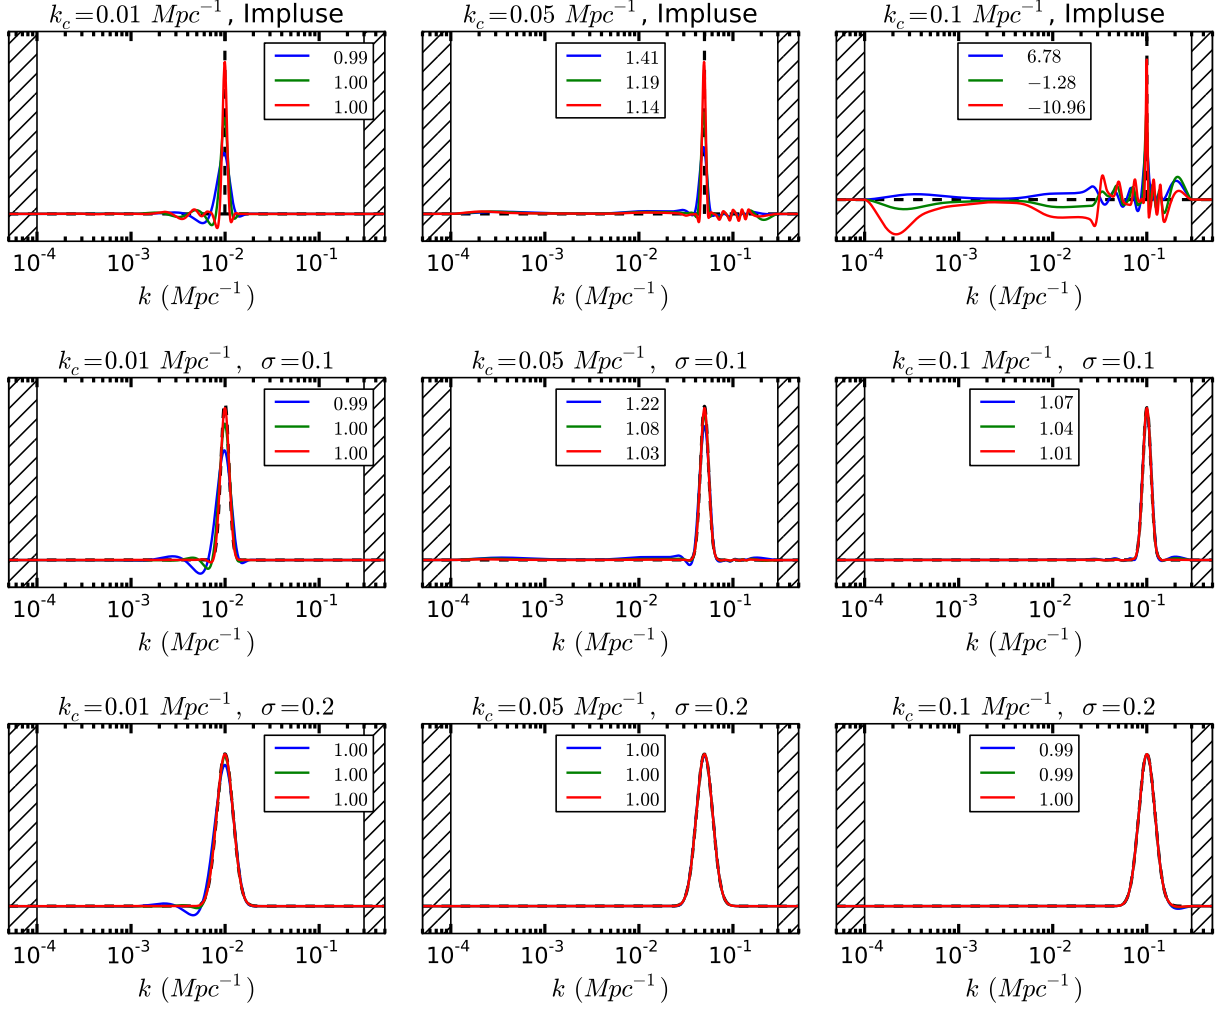 k_c=0.01 Mpc⁻¹, Impluse
0.99
1.00
1.00
10⁻⁴ 10⁻³ 10⁻² 10⁻¹
k (Mpc⁻¹)
k_c=0.05 Mpc⁻¹, Impluse
1.41
1.19
1.14
10⁻⁴ 10⁻³ 10⁻² 10⁻¹
k (Mpc⁻¹)
k_c=0.1 Mpc⁻¹, Impluse
6.78
−1.28
−10.96
10⁻⁴ 10⁻³ 10⁻² 10⁻¹
k (Mpc⁻¹)
k_c=0.01 Mpc⁻¹, σ=0.1
0.99
1.00
1.00
10⁻⁴ 10⁻³ 10⁻² 10⁻¹
k (Mpc⁻¹)
k_c=0.05 Mpc⁻¹, σ=0.1
1.22
1.08
1.03
10⁻⁴ 10⁻³ 10⁻² 10⁻¹
k (Mpc⁻¹)
k_c=0.1 Mpc⁻¹, σ=0.1
1.07
1.04
1.01
10⁻⁴ 10⁻³ 10⁻² 10⁻¹
k (Mpc⁻¹)
k_c=0.01 Mpc⁻¹, σ=0.2
1.00
1.00
1.00
10⁻⁴ 10⁻³ 10⁻² 10⁻¹
k (Mpc⁻¹)
k_c=0.05 Mpc⁻¹, σ=0.2
1.00
1.00
1.00
10⁻⁴ 10⁻³ 10⁻² 10⁻¹
k (Mpc⁻¹)
k_c=0.1 Mpc⁻¹, σ=0.2
0.99
0.99
1.00
10⁻⁴ 10⁻³ 10⁻² 10⁻¹
k (Mpc⁻¹)